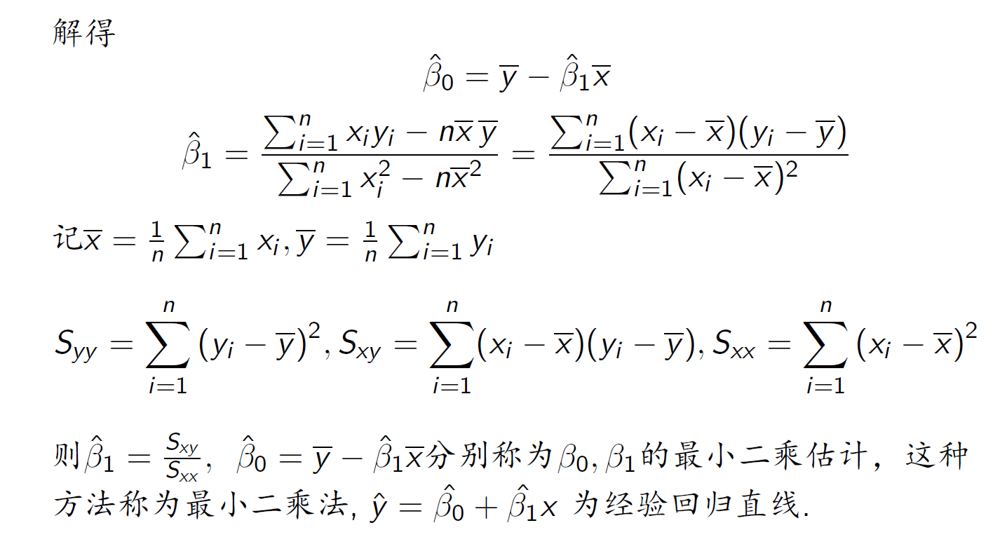 解得
$\hat{\beta}_0 = \overline{y} - \hat{\beta}_1 \overline{x}$
$\hat{\beta}_1 = \frac{\sum_{i=1}^{n} x_i y_i - n\overline{x}\,\overline{y}}{\sum_{i=1}^{n} x_i^2 - n\overline{x}^2} = \frac{\sum_{i=1}^{n} (x_i - \overline{x})(y_i - \overline{y})}{\sum_{i=1}^{n} (x_i - \overline{x})^2}$
记$\overline{x} = \frac{1}{n} \sum_{i=1}^{n} x_i, \overline{y} = \frac{1}{n} \sum_{i=1}^{n} y_i$
$S_{yy} = \sum_{i=1}^{n} (y_i - \overline{y})^2, S_{xy} = \sum_{i=1}^{n} (x_i - \overline{x})(y_i - \overline{y}), S_{xx} = \sum_{i=1}^{n} (x_i - \overline{x})^2$
则$\hat{\beta}_1 = \frac{S_{xy}}{S_{xx}},\ \hat{\beta}_0 = \overline{y} - \hat{\beta}_1 \overline{x}$分别称为$\beta_0, \beta_1$的最小二乘估计，这种
方法称为最小二乘法, $\hat{y} = \hat{\beta}_0 + \hat{\beta}_1 x$ 为经验回归直线.